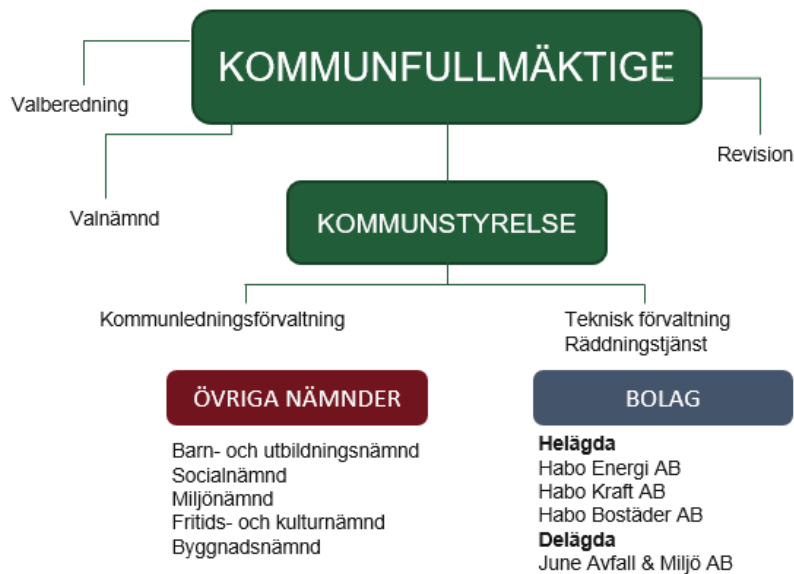 KOMMUNFULLMÄKTIGE
Valberedning
Revision
Valnämnd
KOMMUNSTYRELSE
Kommunledningsförvaltning
Teknisk förvaltning
Räddningstjänst
ÖVRIGA NÄMNDER
Barn- och utbildningsnämnd
Socialnämnd
Miljönämnd
Fritids- och kulturnämnd
Byggnadsnämnd
BOLAG
Helägda
Habo Energi AB
Habo Kraft AB
Habo Bostäder AB
Delägda
June Avfall & Miljö AB